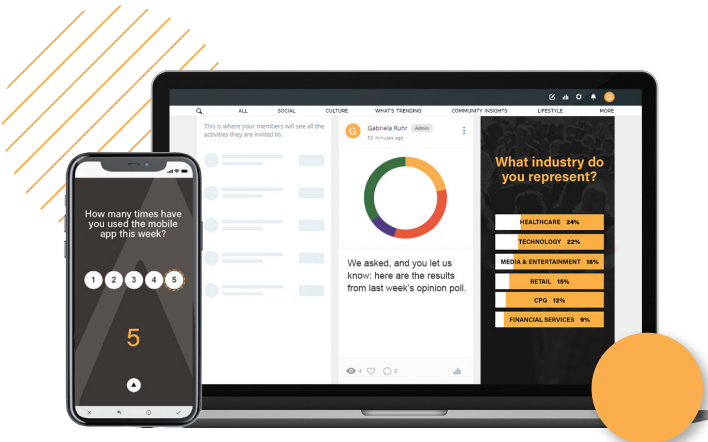 How many times have
you used the mobile
app this week?
1 2 3 4 5
5
ALL SOCIAL CULTURE WHAT'S TRENDING COMMUNITY INSIGHTS LIFESTYLE MORE
This is where your members will see all the
activities they are invited to.
G Gabriela Ruhr Admin
52 minutes ago
We asked, and you let us
know: here are the results
from last week's opinion poll.
4 0
G
What industry do
you represent?
HEALTHCARE 24%
TECHNOLOGY 22%
MEDIA & ENTERTAINMENT 18%
RETAIL 15%
CPG 12%
FINANCIAL SERVICES 9%